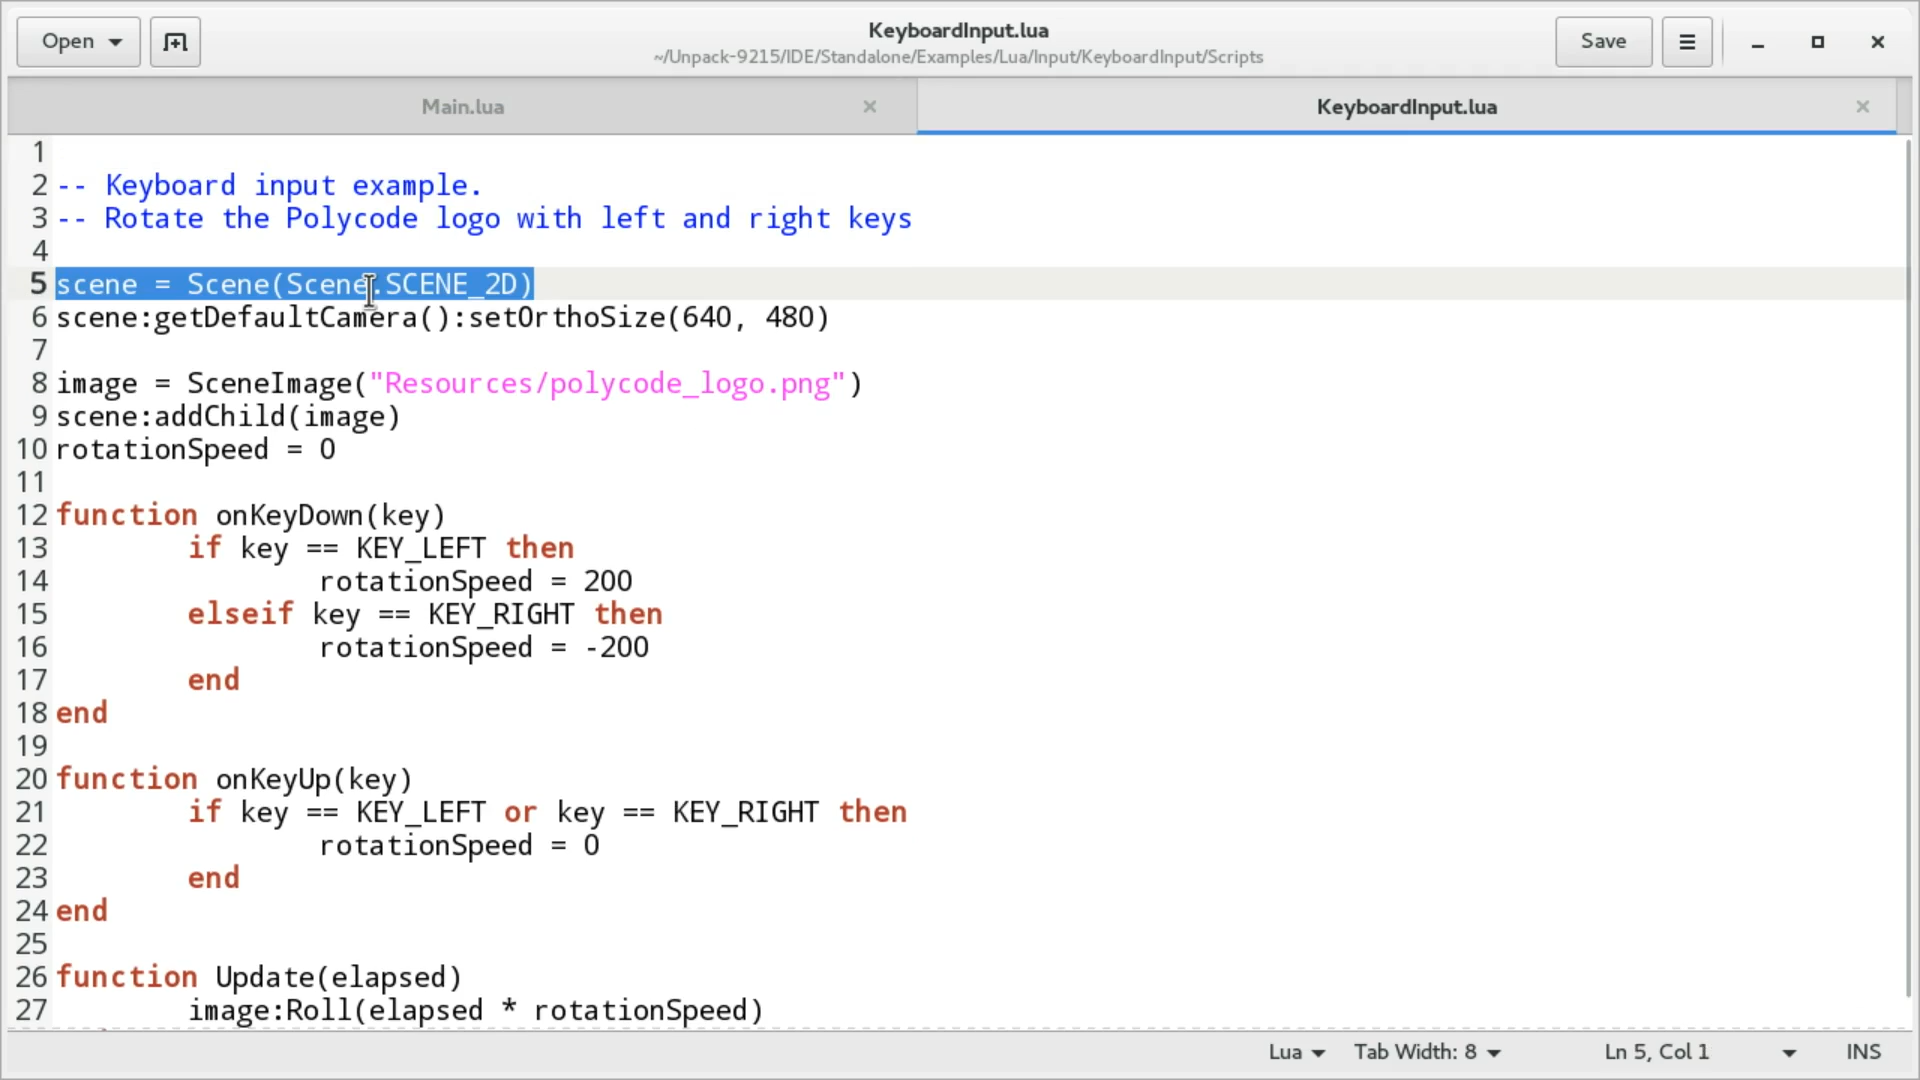 Open
KeyboardInput.lua
~/Unpack-9215/IDE/Standalone/Examples/Lua/Input/KeyboardInput/Scripts
Save
Main.lua
KeyboardInput.lua
1
2 -- Keyboard input example.
3 -- Rotate the Polycode logo with left and right keys
4
5 scene = Scene(Scene.SCENE_2D)
6 scene:getDefaultCamera():setOrthoSize(640, 480)
7
8 image = SceneImage("Resources/polycode_logo.png")
9 scene:addChild(image)
10 rotationSpeed = 0
11
12 function onKeyDown(key)
13         if key == KEY_LEFT then
14                 rotationSpeed = 200
15         elseif key == KEY_RIGHT then
16                 rotationSpeed = -200
17         end
18 end
19
20 function onKeyUp(key)
21         if key == KEY_LEFT or key == KEY_RIGHT then
22                 rotationSpeed = 0
23         end
24 end
25
26 function Update(elapsed)
27         image:Roll(elapsed * rotationSpeed)
Lua Tab Width: 8 Ln 5, Col 1 INS